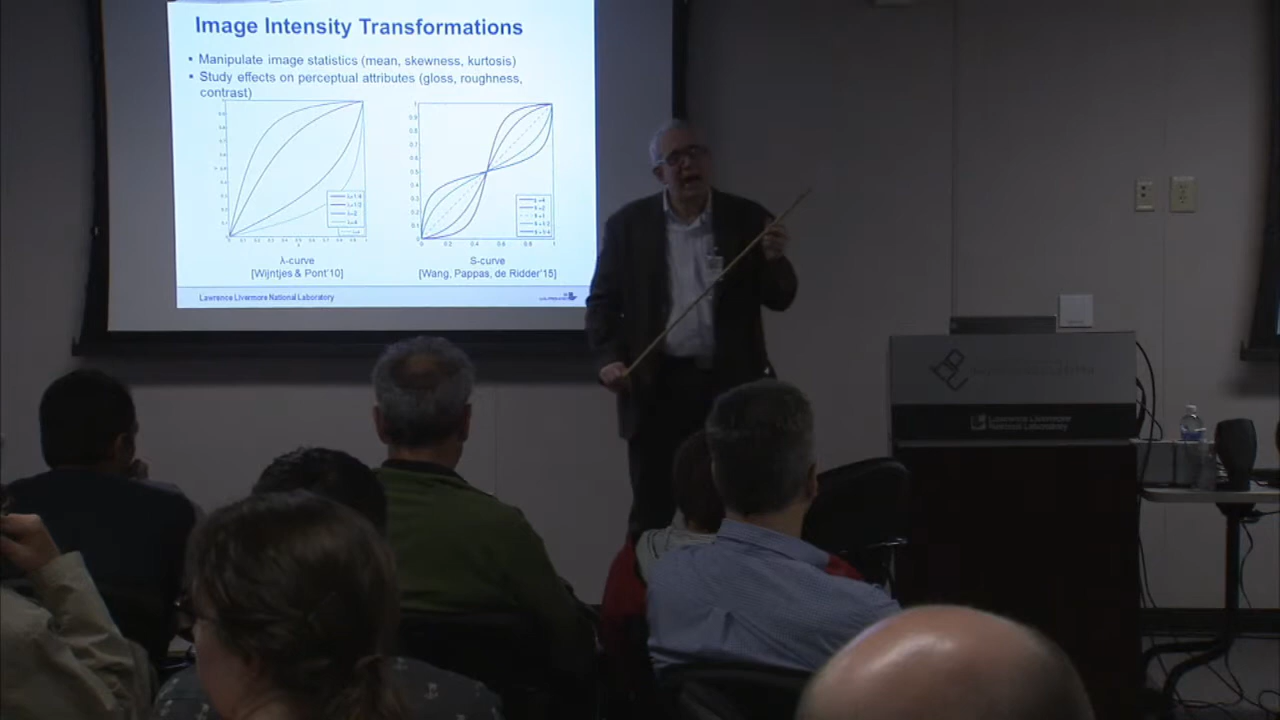 Image Intensity Transformations
▪ Manipulate image statistics (mean, skewness, kurtosis)
▪ Study effects on perceptual attributes (gloss, roughness,
contrast)
λ-curve
[Wijntjes & Pont'10]
S-curve
[Wang, Pappas, de Ridder'15]
Lawrence Livermore National Laboratory
Lawrence Livermore
National Laboratory